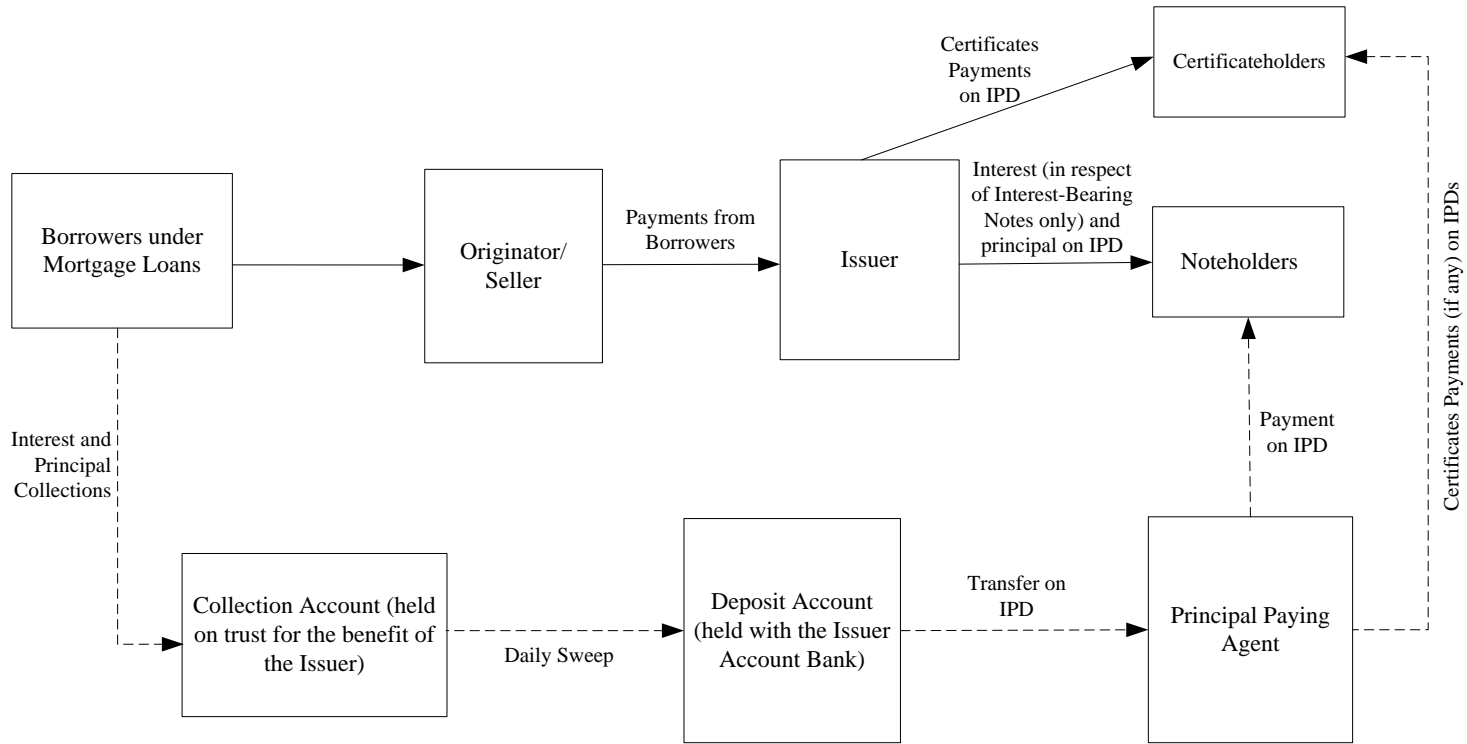 Certificates
Payments
on IPD
Certificateholders
Borrowers under
Mortgage Loans
Originator/
Seller
Payments from
Borrowers
Issuer
Interest (in respect
of Interest-Bearing
Notes only) and
principal on IPD
Noteholders
Certificates Payments (if any) on IPDs
Interest and
Principal
Collections
Payment
on IPD
Collection Account (held
on trust for the benefit of
the Issuer)
Daily Sweep
Deposit Account
(held with the Issuer
Account Bank)
Transfer on
IPD
Principal Paying
Agent